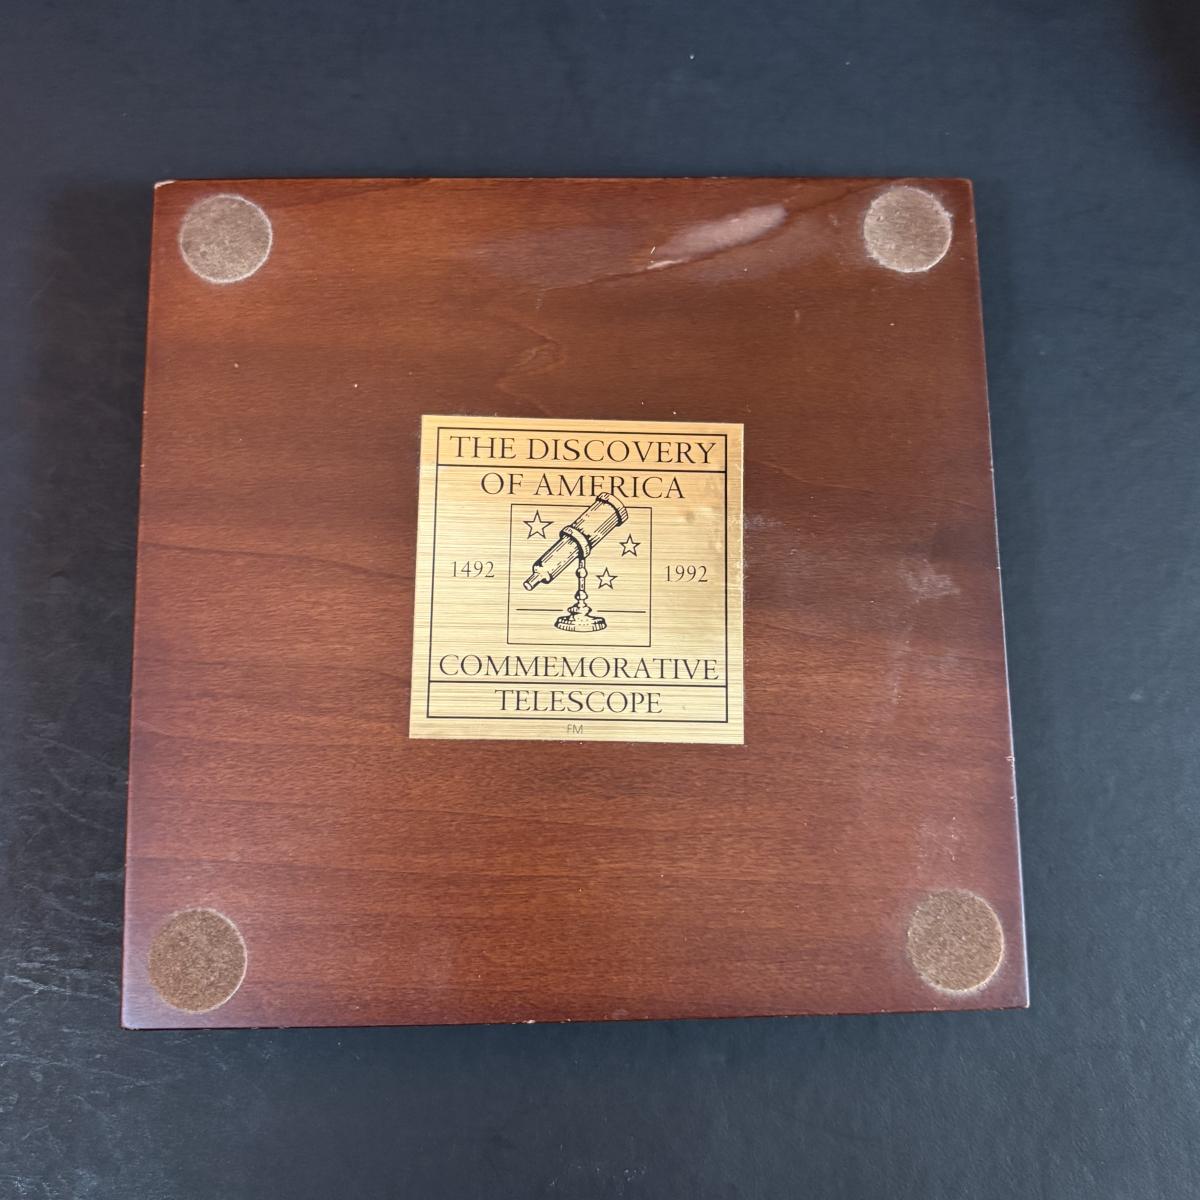 THE DISCOVERY
OF AMERICA
1492 1992
COMMEMORATIVE
TELESCOPE
FM